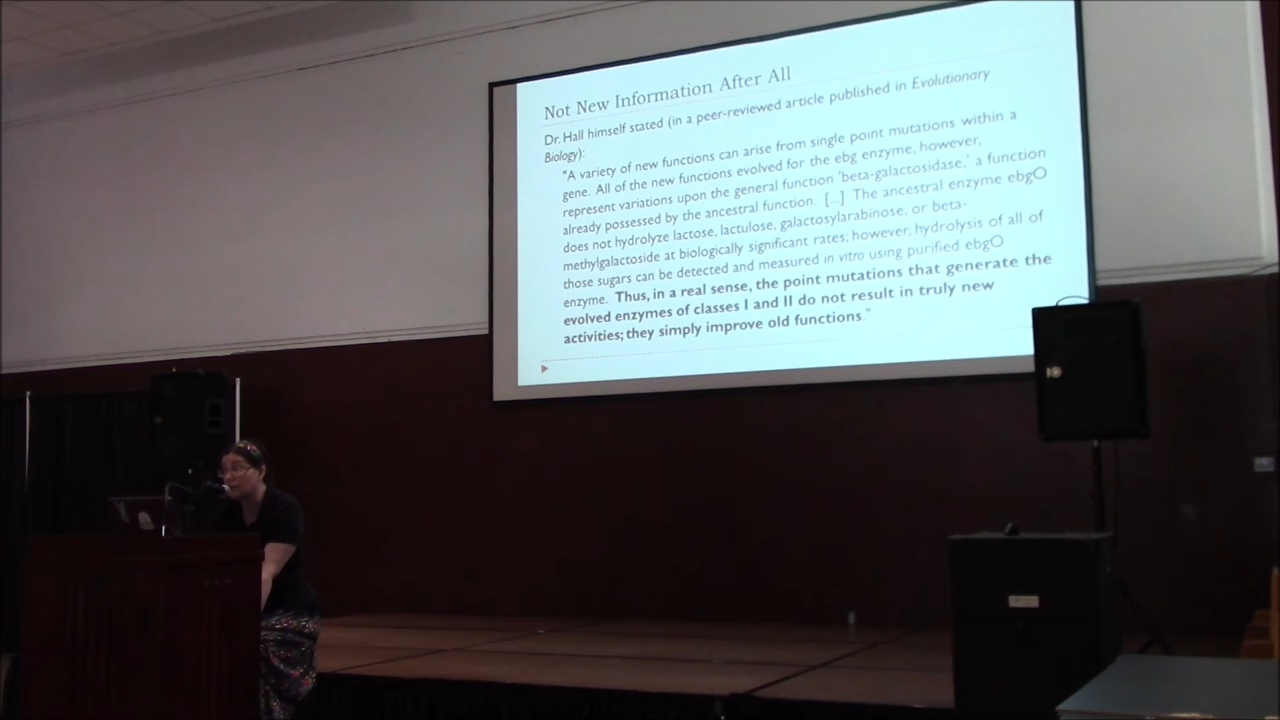 Not New Information After All
Dr. Hall himself stated (in a peer-reviewed article published in Evolutionary
Biology):
"A variety of new functions can arise from single point mutations within a
gene. All of the new functions evolved for the ebg enzyme, however,
represent variations upon the general function 'beta-galactosidase,' a function
already possessed by the ancestral function. [...] The ancestral enzyme ebgO
does not hydrolyze lactose, lactulose, galactosylarabinose, or beta-
methylgalactoside at biologically significant rates; however, hydrolysis of all of
those sugars can be detected and measured in vitro using purified ebgO
enzyme. Thus, in a real sense, the point mutations that generate the
evolved enzymes of classes I and II do not result in truly new
activities; they simply improve old functions."